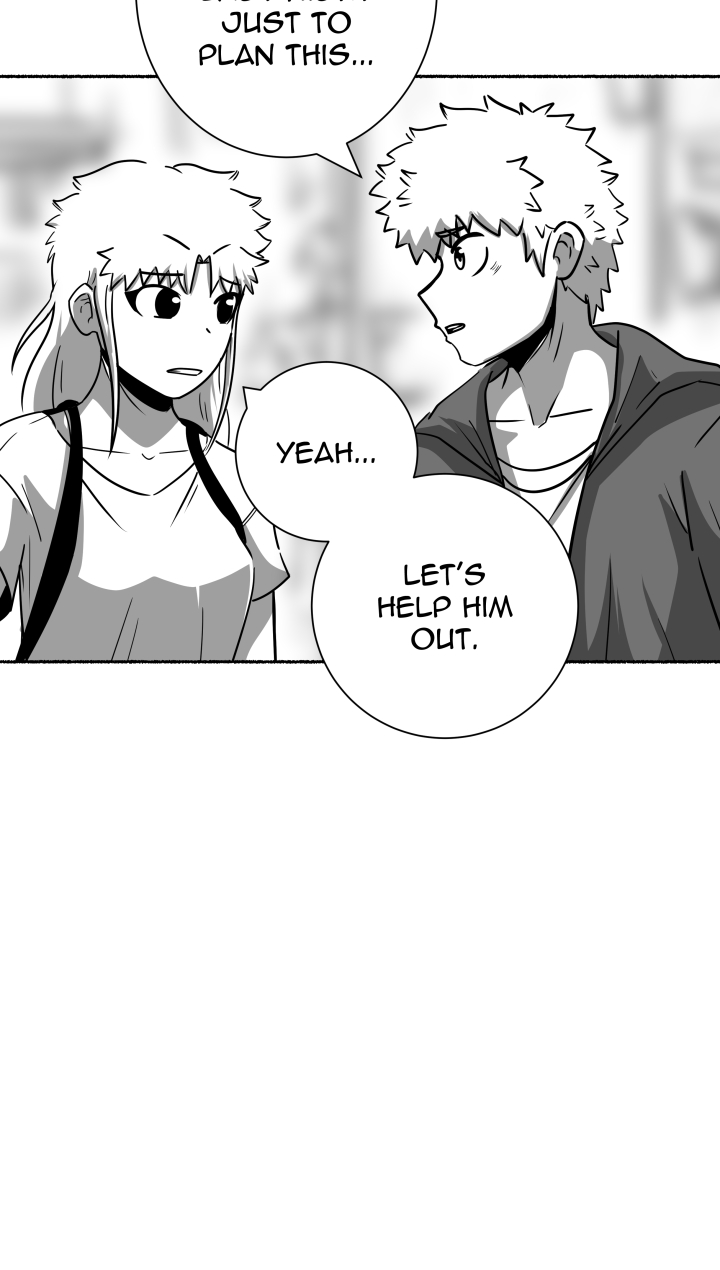 JUST TO
PLAN THIS...
YEAH...
LET'S
HELP HIM
OUT.